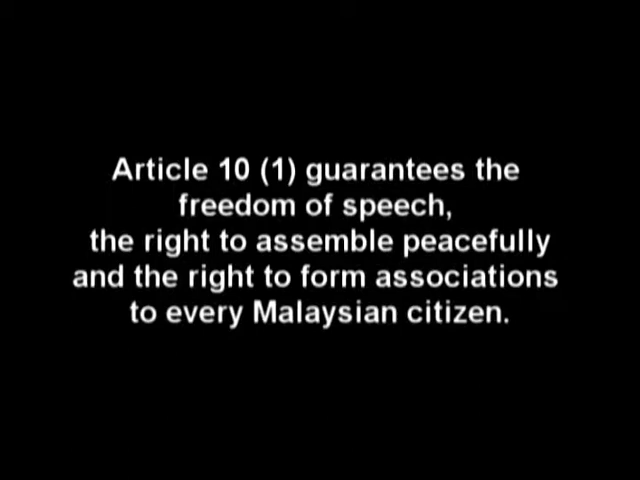 Article 10 (1) guarantees the
freedom of speech,
the right to assemble peacefully
and the right to form associations
to every Malaysian citizen.